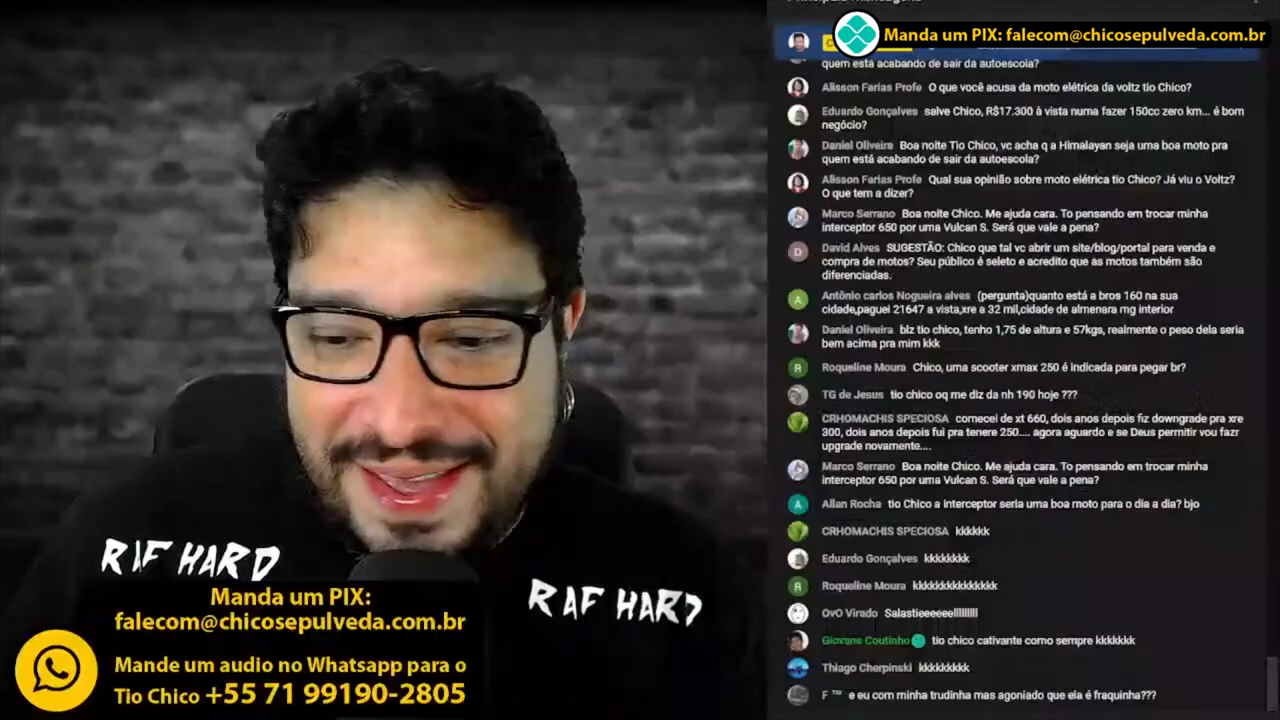 Manda um PIX: falecom@chicosepulveda.com.br
quem está acabando de sair da autoescola?
Alisson Farias Profe O que você acusa da moto elétrica da voltz tio Chico?
Eduardo Gonçalves salve Chico, R$17.300 à vista numa fazer 150cc zero km... é bom
negócio?
Daniel Oliveira Boa noite Tio Chico, vc acha q a Himalayan seja uma boa moto pra
quem está acabando de sair da autoescola?
Alisson Farias Profe Qual sua opinião sobre moto elétrica tio Chico? Já viu o Voltz?
O que tem a dizer?
Marco Serrano Boa noite Chico. Me ajuda cara. To pensando em trocar minha
interceptor 650 por uma Vulcan S. Será que vale a pena?
D
David Alves SUGESTÃO: Chico que tal vc abrir um site/blog/portal para venda e
compra de motos? Seu público é seleto e acredito que as motos também são
diferenciadas.
A
Antônio carlos Nogueira alves (pergunta)quanto está a bros 160 na sua
cidade,paguei 21647 a vista,xre a 32 mil,cidade de almenara mg interior
Daniel Oliveira blz tio chico, tenho 1,75 de altura e 57kgs, realmente o peso dela seria
bem acima pra mim kkk
R
Roqueline Moura Chico, uma scooter xmax 250 é indicada para pegar br?
TG de Jesus tio chico oq me diz da nh 190 hoje ???
CRHOMACHIS SPECIOSA comecei de xt 660, dois anos depois fiz downgrade pra xre
300, dois anos depois fui pra tenere 250.... agora aguardo e se Deus permitir vou fazr
upgrade novamente....
Marco Serrano Boa noite Chico. Me ajuda cara. To pensando em trocar minha
interceptor 650 por uma Vulcan S. Será que vale a pena?
A
Allan Rocha tio Chico a interceptor seria uma boa moto para o dia a dia? bjo
CRHOMACHIS SPECIOSA kkkkkk
Eduardo Gonçalves kkkkkkkk
R
Roqueline Moura kkkkkkkkkkkkkkk
OvO Virado Salastieeeeeelllllllll
Giovane Coutinho tio chico cativante como sempre kkkkkkk
Thiago Cherpinski kkkkkkkkk
F ™ e eu com minha trudinha mas agoniado que ela é fraquinha???
RAF HARD
RAF HARD
Manda um PIX:
falecom@chicosepulveda.com.br
Mande um audio no Whatsapp para o
Tio Chico +55 71 99190-2805